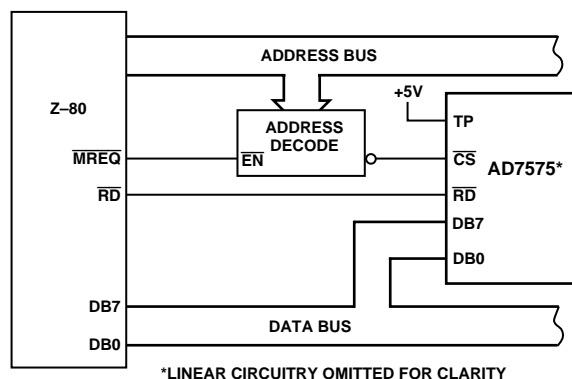 ADDRESS BUS
Z–80
+5V
TP
ADDRESS
DECODE
MREQ
EN
CS
AD7575*
RD
RD
DB7
DB0
DB7
DATA BUS
DB0
*LINEAR CIRCUITRY OMITTED FOR CLARITY